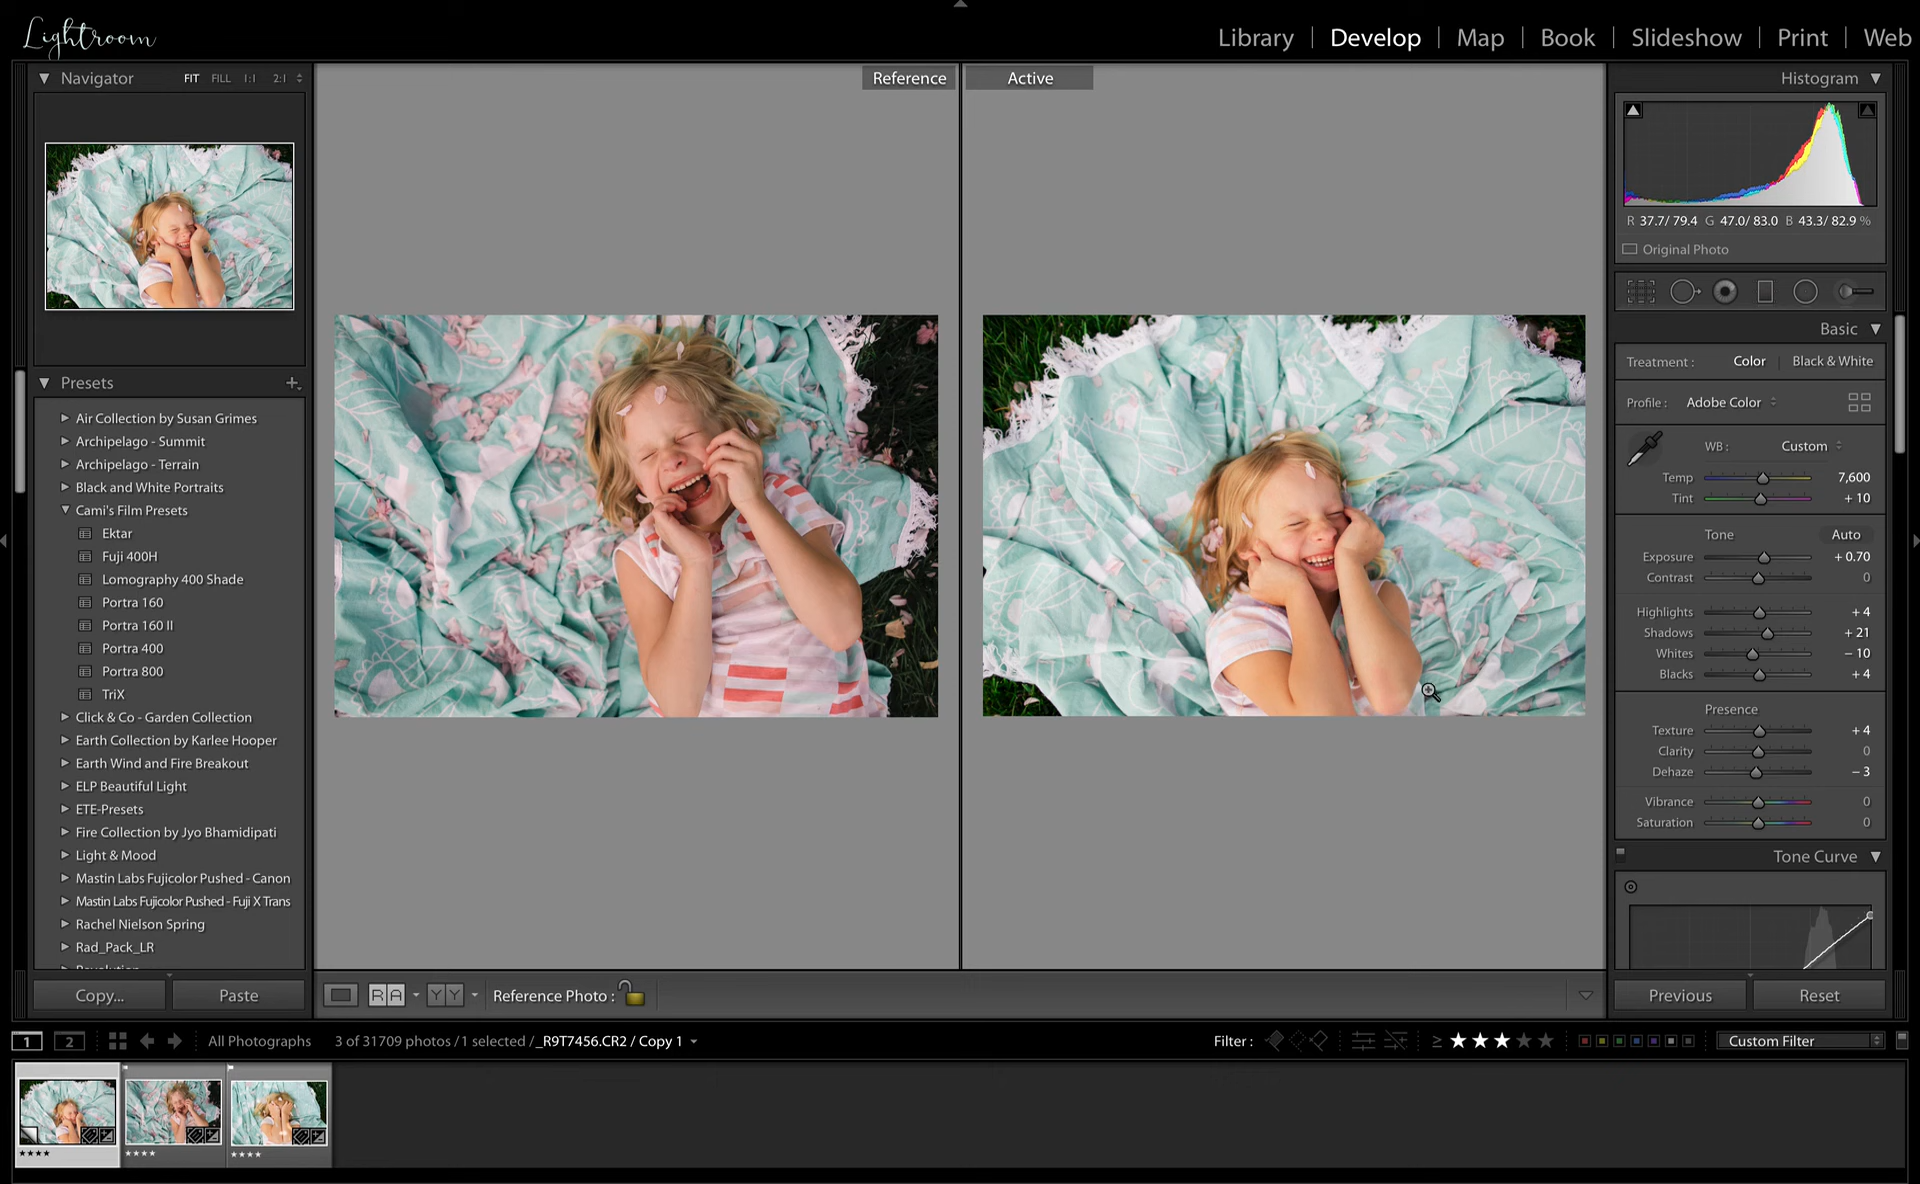 Lightroom
Library | Develop | Map | Book | Slideshow | Print | Web
Navigator FIT FILL 1:1 2:1
Presets
Air Collection by Susan Grimes
Archipelago - Summit
Archipelago - Terrain
Black and White Portraits
Cami's Film Presets
Ektar
Fuji 400H
Lomography 400 Shade
Portra 160
Portra 160 II
Portra 400
Portra 800
TriX
Click & Co - Garden Collection
Earth Collection by Karlee Hooper
Earth Wind and Fire Breakout
ELP Beautiful Light
ETE-Presets
Fire Collection by Jyo Bhamidipati
Light & Mood
Mastin Labs Fujicolor Pushed - Canon
Mastin Labs Fujicolor Pushed - Fuji X Trans
Rachel Nielson Spring
Rad_Pack_LR
Copy... Paste
Reference Active
R A Y Y Reference Photo :
Histogram
R 37.7/ 79.4 G 47.0/ 83.0 B 43.3/ 82.9 %
Original Photo
Basic
Treatment : Color | Black & White
Profile : Adobe Color
WB : Custom
Temp 7,600
Tint + 10
Tone Auto
Exposure + 0.70
Contrast 0
Highlights + 4
Shadows + 21
Whites − 10
Blacks + 4
Presence
Texture + 4
Clarity 0
Dehaze − 3
Vibrance 0
Saturation 0
Tone Curve
Previous Reset
1 2 All Photographs 3 of 31709 photos / 1 selected / _R9T7456.CR2 / Copy 1 Filter : ≥ ★★★★★ Custom Filter